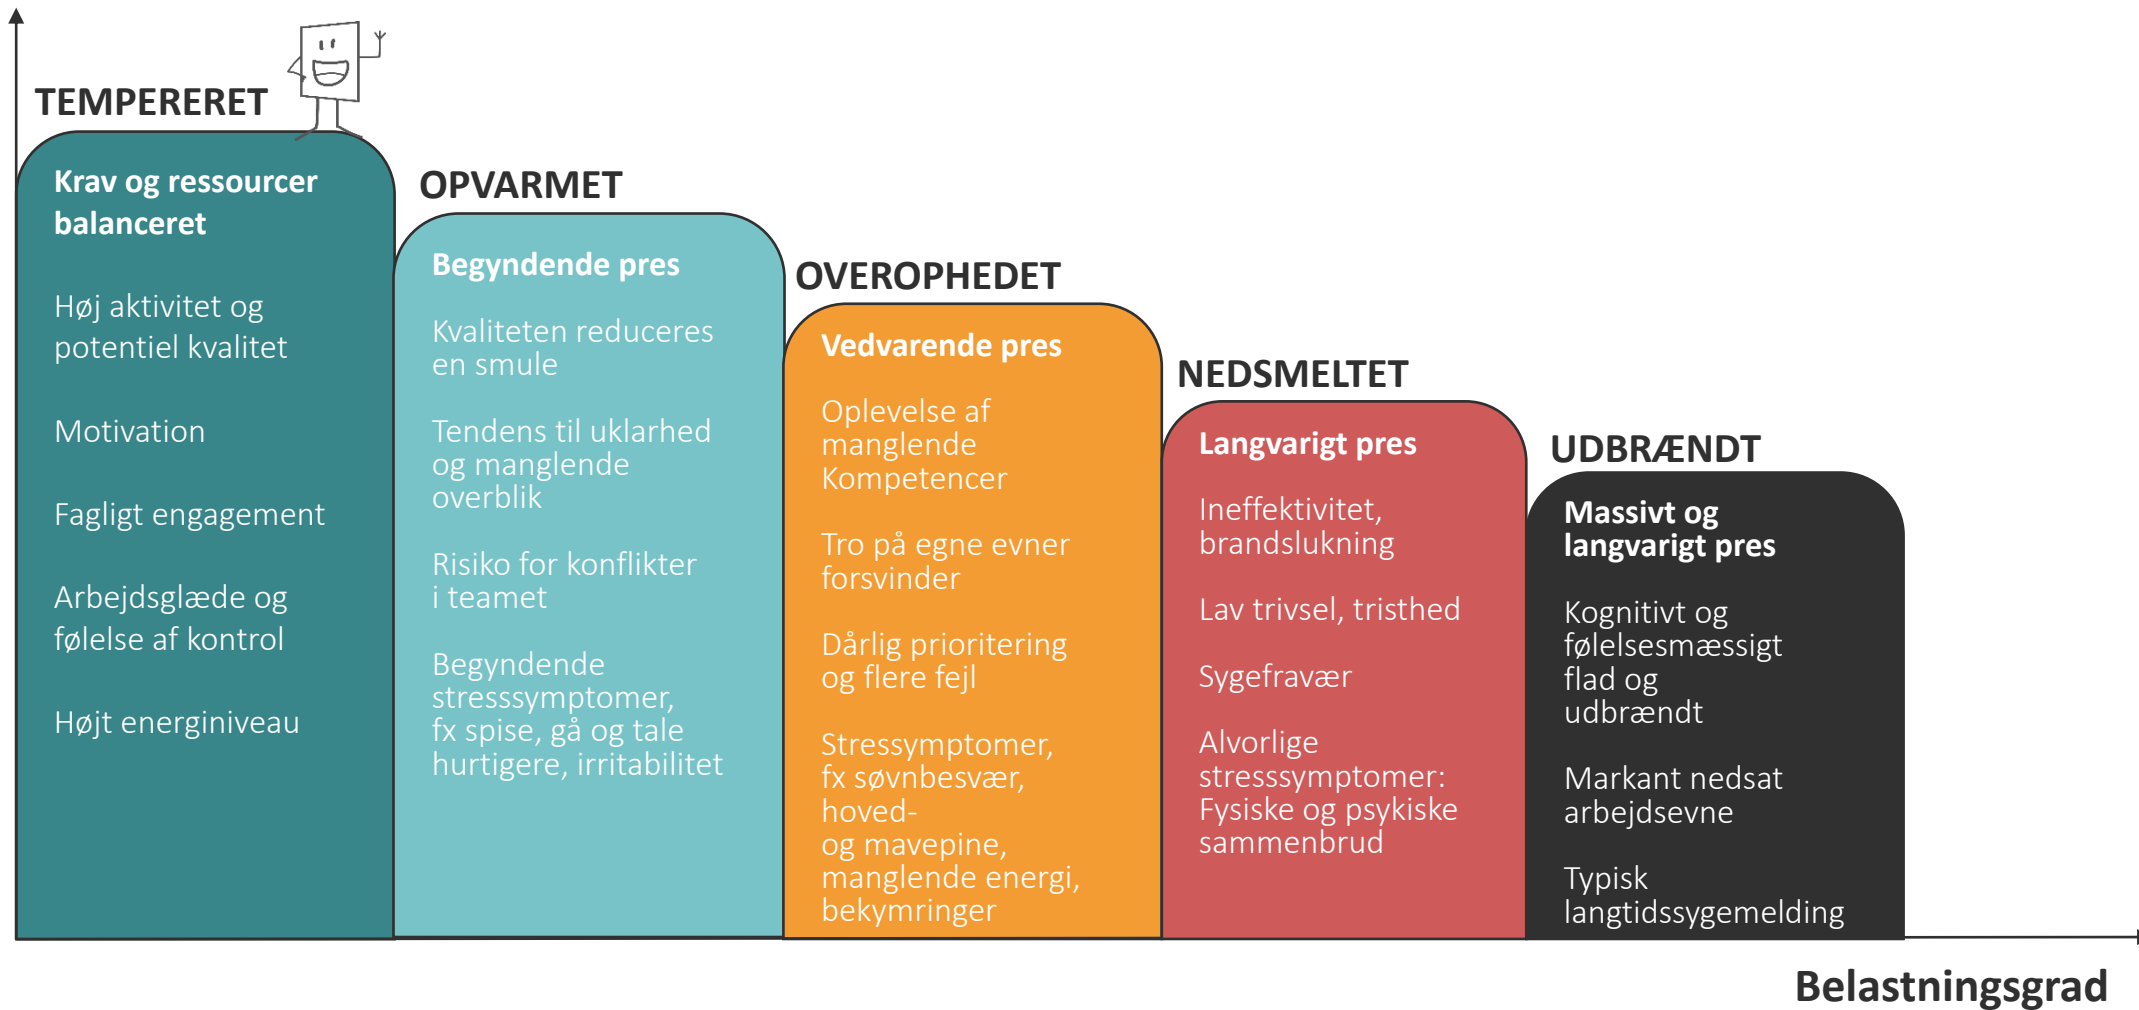 TEMPERERET
Krav og ressourcer
balanceret
Høj aktivitet og
potentiel kvalitet
Motivation
Fagligt engagement
Arbejdsglæde og
følelse af kontrol
Højt energiniveau
OPVARMET
Begyndende pres
Kvaliteten reduceres
en smule
Tendens til uklarhed
og manglende
overblik
Risiko for konflikter
i teamet
Begyndende
stresssymptomer,
fx spise, gå og tale
hurtigere, irritabilitet
OVEROPHEDET
Vedvarende pres
Oplevelse af
manglende
Kompetencer
Tro på egne evner
forsvinder
Dårlig prioritering
og flere fejl
Stressymptomer,
fx søvnbesvær,
hoved-
og mavepine,
manglende energi,
bekymringer
NEDSMELTET
Langvarigt pres
Ineffektivitet,
brandslukning
Lav trivsel, tristhed
Sygefravær
Alvorlige
stresssymptomer:
Fysiske og psykiske
sammenbrud
UDBRÆNDT
Massivt og
langvarigt pres
Kognitivt og
følelsesmæssigt
flad og
udbrændt
Markant nedsat
arbejdsevne
Typisk
langtidssygemelding
Belastningsgrad